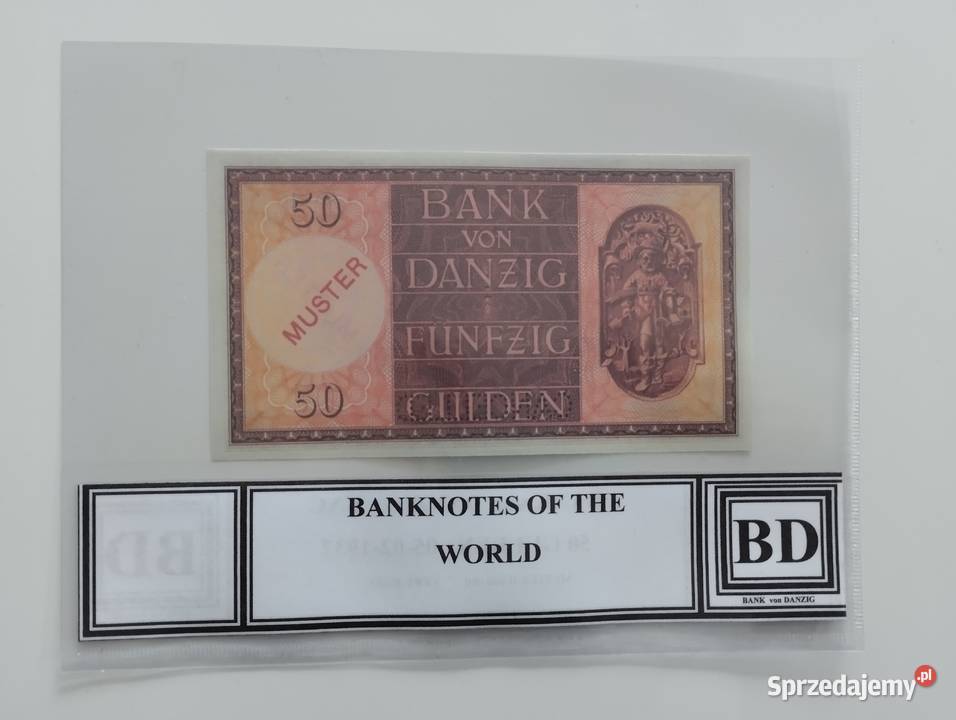 50
BANK
VON
DANZIG
FÜNFZIG
GULDEN
MUSTER
50
BANKNOTES OF THE
WORLD
BD
BANK von DANZIG
Sprzedajemy.pl